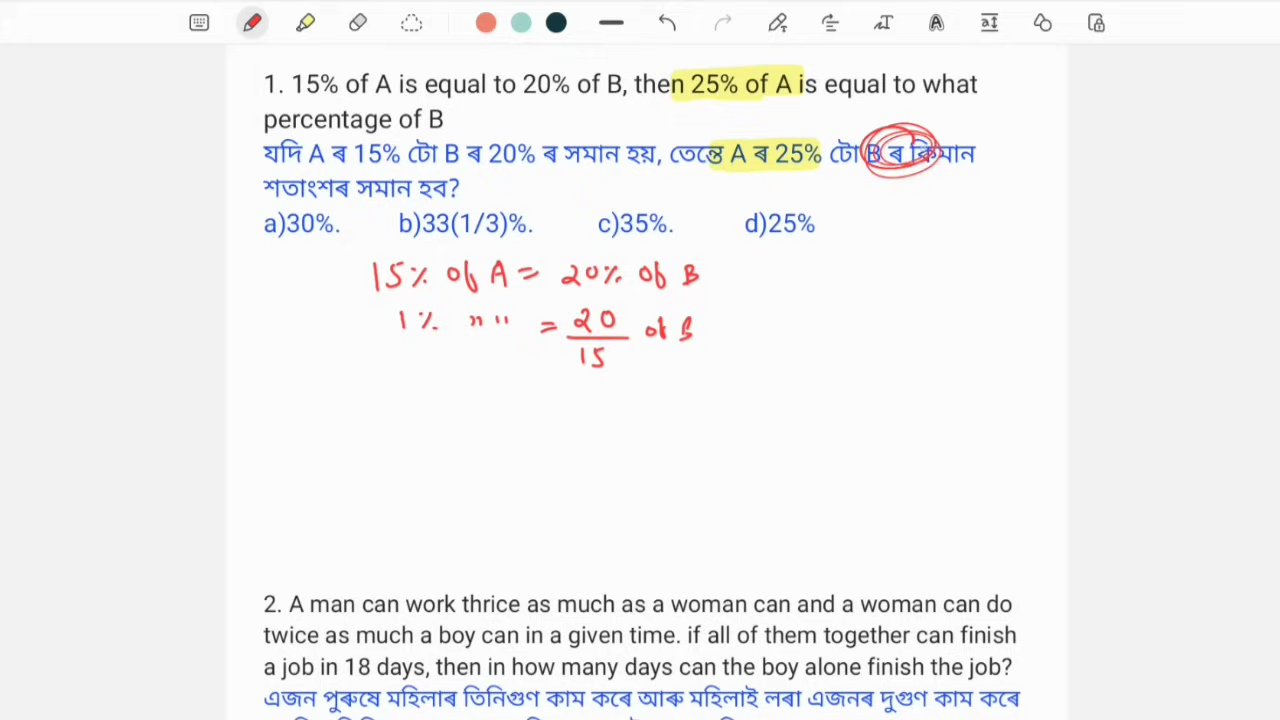 1. 15% of A is equal to 20% of B, then 25% of A is equal to what
percentage of B
যদি A ৰ 15% টো B ৰ 20% ৰ সমান হয়, তেন্তে A ৰ 25% টো B ৰ কিমান
শতাংশৰ সমান হব?
a)30%. b)33(1/3)%. c)35%. d)25%
15% of A = 20% of B
1% " " = 20/15 of B
2. A man can work thrice as much as a woman can and a woman can do
twice as much a boy can in a given time. if all of them together can finish
a job in 18 days, then in how many days can the boy alone finish the job?
এজন পুৰুষে মহিলাৰ তিনিগুণ কাম কৰে আৰু মহিলাই লৰা এজনৰ দুগুণ কাম কৰে